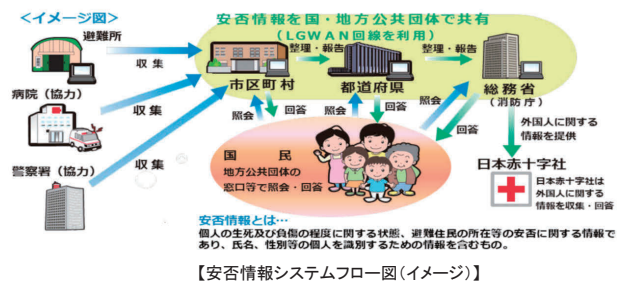 ＜イメージ図＞
安否情報を国・地方公共団体で共有
（LGWAN回線を利用）
避難所
収集
整理・報告
整理・報告
市区町村
都道府県
総務省
（消防庁）
病院（協力）
収集
照会
回答
照会
回答
照会
回答
外国人に関する
情報を提供
警察署（協力）
収集
国民
地方公共団体の
窓口等で照会・回答
日本赤十字社
日本赤十字社は
外国人に関する
情報を収集・回答
安否情報とは…
個人の生死及び負傷の程度に関する状態、避難住民の所在等の安否に関する情報で
あり、氏名、性別等の個人を識別するための情報を含むもの。
【安否情報システムフロー図（イメージ）】